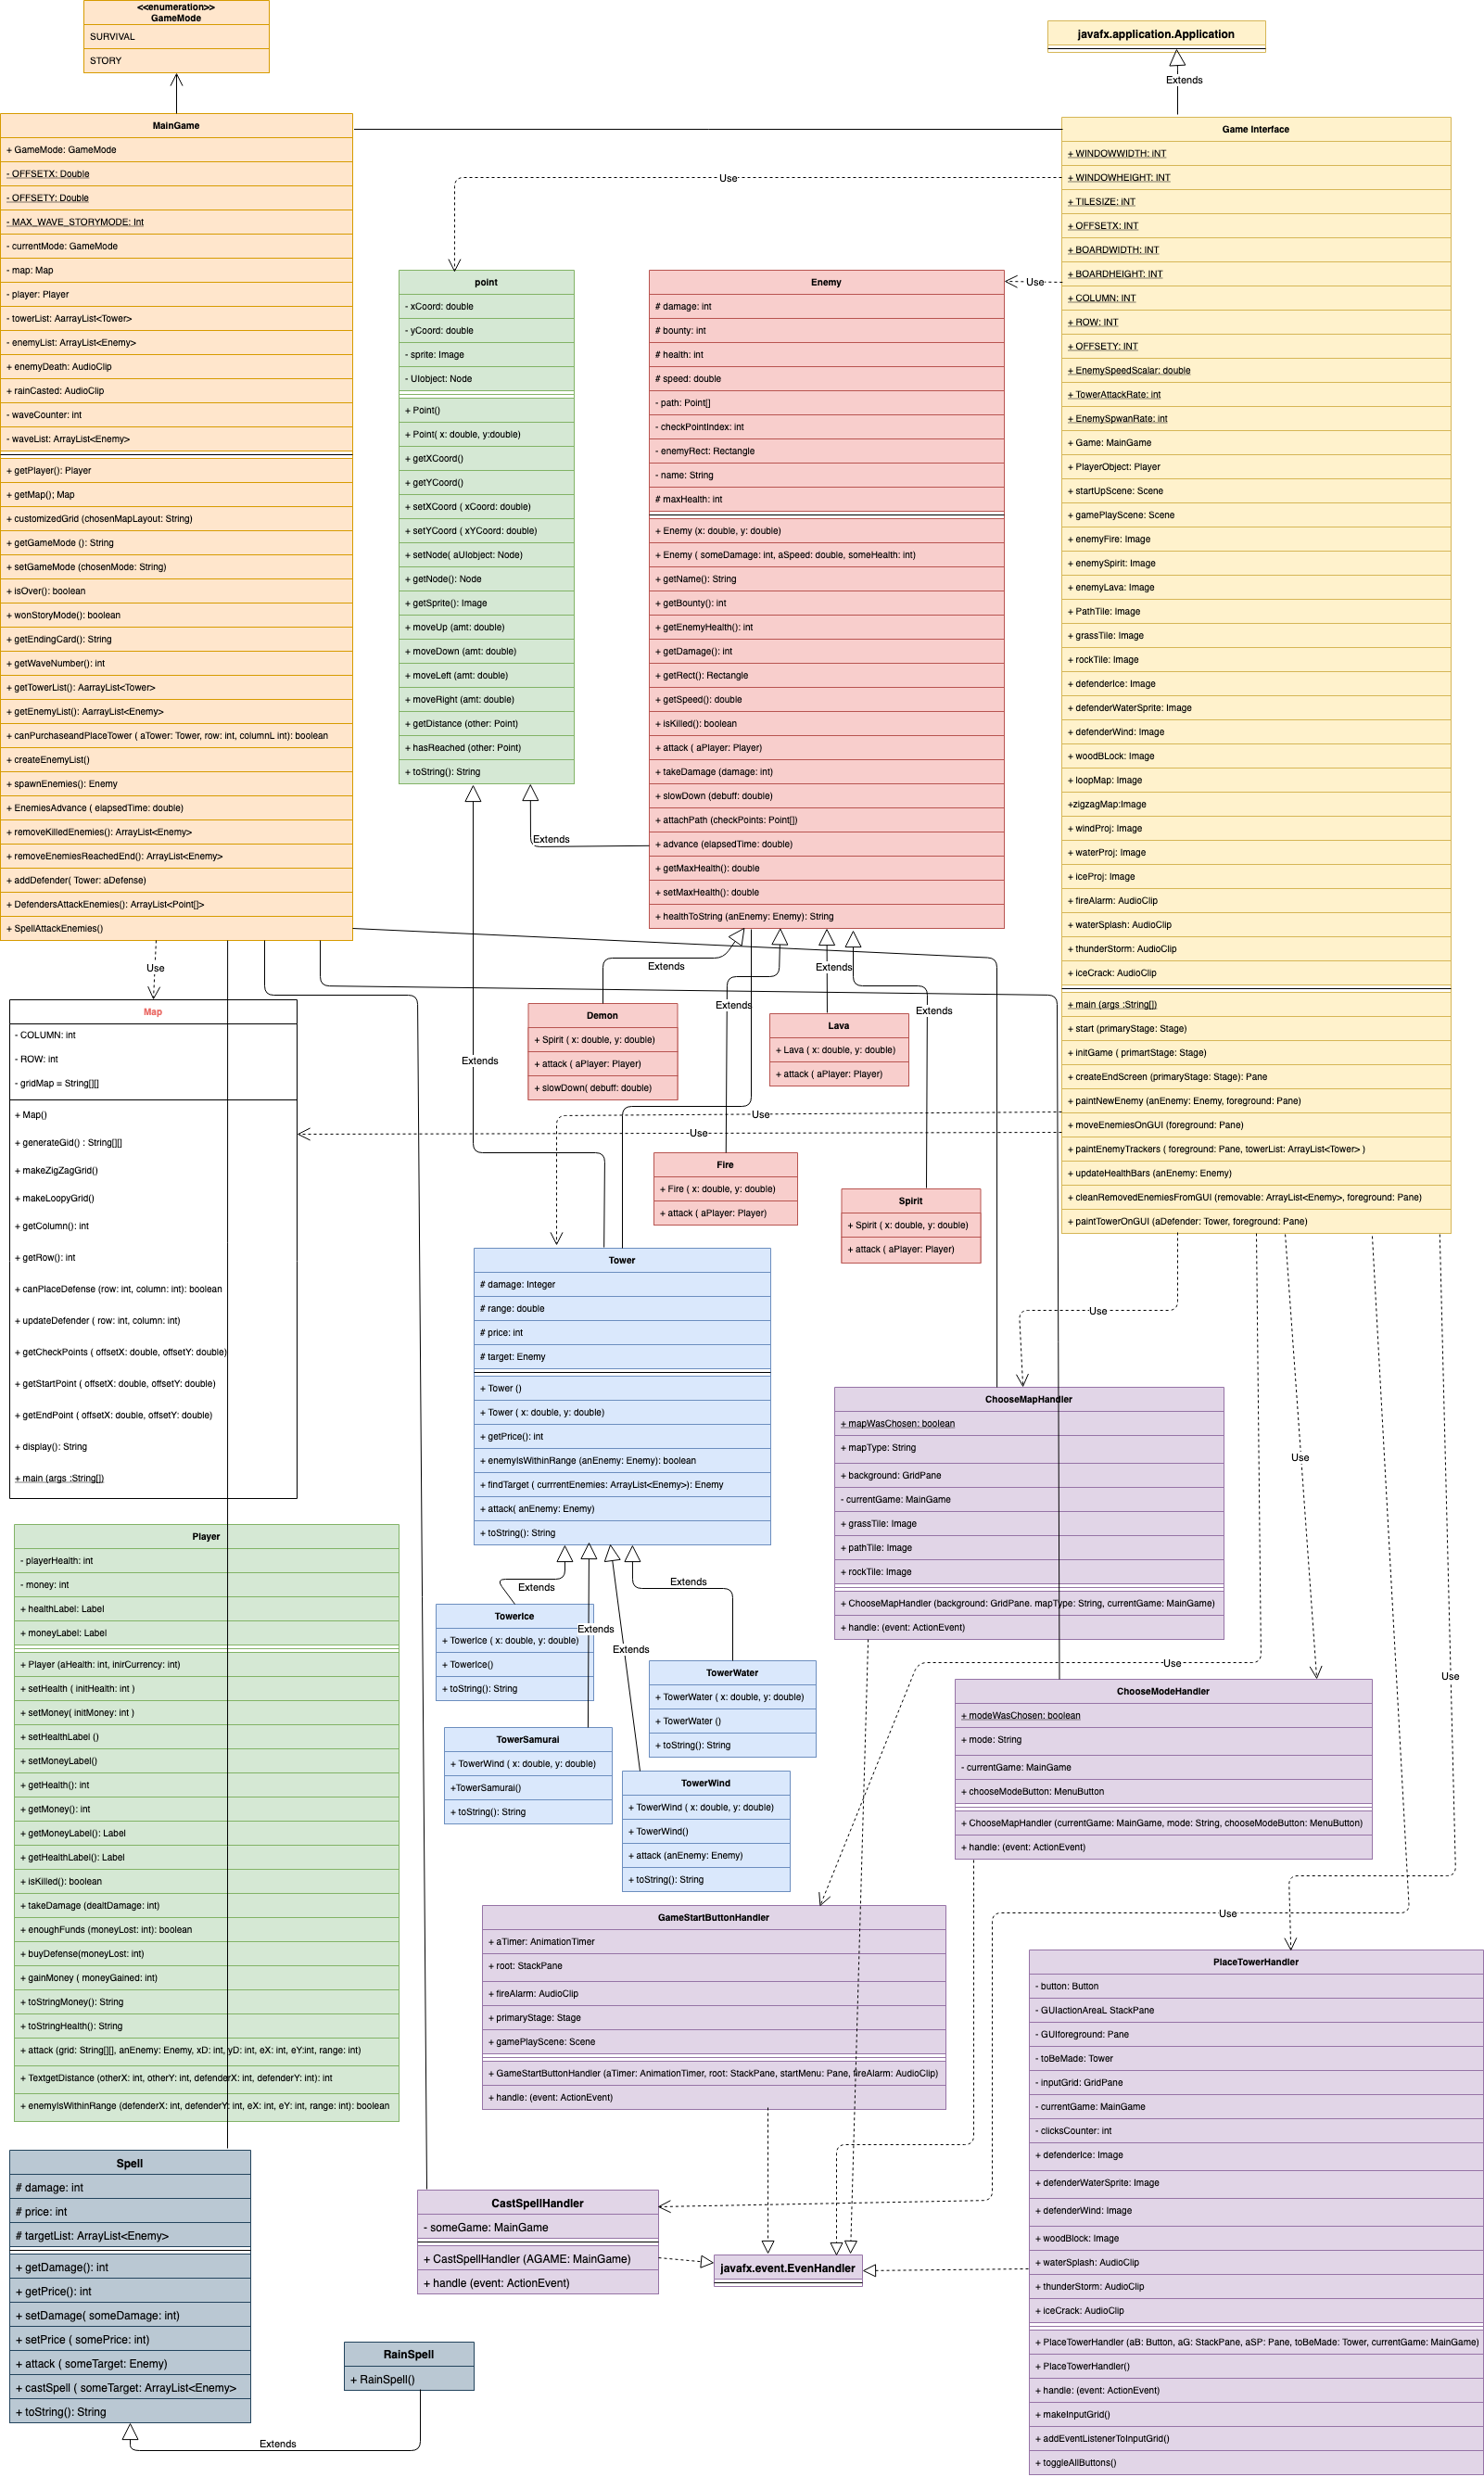 <<enumeration>>
GameMode
SURVIVAL
STORY
javafx.application.Application
Extends
MainGame
+ GameMode: GameMode
- OFFSETX: Double
- OFFSETY: Double
- MAX_WAVE_STORYMODE: Int
- currentMode: GameMode
- map: Map
- player: Player
- towerList: AarrayList<Tower>
- enemyList: ArrayList<Enemy>
+ enemyDeath: AudioClip
+ rainCasted: AudioClip
- waveCounter: int
- waveList: ArrayList<Enemy>
+ getPlayer(): Player
+ getMap(); Map
+ customizedGrid (chosenMapLayout: String)
+ getGameMode (): String
+ setGameMode (chosenMode: String)
+ isOver(): boolean
+ wonStoryMode(): boolean
+ getEndingCard(): String
+ getWaveNumber(): int
+ getTowerList(): AarrayList<Tower>
+ getEnemyList(): AarrayList<Enemy>
+ canPurchaseandPlaceTower ( aTower: Tower, row: int, columnL int): boolean
+ createEnemyList()
+ spawnEnemies(): Enemy
+ EnemiesAdvance ( elapsedTime: double)
+ removeKilledEnemies(): ArrayList<Enemy>
+ removeEnemiesReachedEnd(): ArrayList<Enemy>
+ addDefender( Tower: aDefense)
+ DefendersAttackEnemies(): ArrayList<Point[]>
+ SpellAttackEnemies()
Use
Game Interface
+ WINDOWWIDTH: INT
+ WINDOWHEIGHT: INT
+ TILESIZE: INT
+ OFFSETX: INT
+ BOARDWIDTH: INT
+ BOARDHEIGHT: INT
+ COLUMN: INT
+ ROW: INT
+ OFFSETY: INT
+ EnemySpeedScalar: double
+ TowerAttackRate: int
+ EnemySpwanRate: int
+ Game: MainGame
+ PlayerObject: Player
+ startUpScene: Scene
+ gamePlayScene: Scene
+ enemyFire: Image
+ enemySpirit: Image
+ enemyLava: Image
+ PathTile: Image
+ grassTile: Image
+ rockTile: Image
+ defenderIce: Image
+ defenderWaterSprite: Image
+ defenderWind: Image
+ woodBLock: Image
+ loopMap: Image
+zigzagMap:Image
+ windProj: Image
+ waterProj: Image
+ iceProj: Image
+ fireAlarm: AudioClip
+ waterSplash: AudioClip
+ thunderStorm: AudioClip
+ iceCrack: AudioClip
+ main (args :String[])
+ start (primaryStage: Stage)
+ initGame ( primartStage: Stage)
+ createEndScreen (primaryStage: Stage): Pane
+ paintNewEnemy (anEnemy: Enemy, foreground: Pane)
+ moveEnemiesOnGUI (foreground: Pane)
+ paintEnemyTrackers ( foreground: Pane, towerList: ArrayList<Tower> )
+ updateHealthBars (anEnemy: Enemy)
+ cleanRemovedEnemiesFromGUI (removable: ArrayList<Enemy>, foreground: Pane)
+ paintTowerOnGUI (aDefender: Tower, foreground: Pane)
Use
point
- xCoord: double
- yCoord: double
- sprite: Image
- UIobject: Node
+ Point()
+ Point( x: double, y:double)
+ getXCoord()
+ getYCoord()
+ setXCoord ( xCoord: double)
+ setYCoord ( xYCoord: double)
+ setNode( aUIobject: Node)
+ getNode(): Node
+ getSprite(): Image
+ moveUp (amt: double)
+ moveDown (amt: double)
+ moveLeft (amt: double)
+ moveRight (amt: double)
+ getDistance (other: Point)
+ hasReached (other: Point)
+ toString(): String
Extends
Extends
Use
Enemy
# damage: int
# bounty: int
# health: int
# speed: double
- path: Point[]
- checkPointIndex: int
- enemyRect: Rectangle
- name: String
# maxHealth: int
+ Enemy (x: double, y: double)
+ Enemy ( someDamage: int, aSpeed: double, someHealth: int)
+ getName(): String
+ getBounty(): int
+ getEnemyHealth(): int
+ getDamage(): int
+ getRect(): Rectangle
+ getSpeed(): double
+ isKilled(): boolean
+ attack ( aPlayer: Player)
+ takeDamage (damage: int)
+ slowDown (debuff: double)
+ attachPath (checkPoints: Point[])
+ advance (elapsedTime: double)
+ getMaxHealth(): double
+ setMaxHealth(): double
+ healthToString (anEnemy: Enemy): String
Extends
Extends
Extends
Extends
Demon
+ Spirit ( x: double, y: double)
+ attack ( aPlayer: Player)
+ slowDown( debuff: double)
Lava
+ Lava ( x: double, y: double)
+ attack ( aPlayer: Player)
Fire
+ Fire ( x: double, y: double)
+ attack ( aPlayer: Player)
Spirit
+ Spirit ( x: double, y: double)
+ attack ( aPlayer: Player)
Use
Use
Map
- COLUMN: int
- ROW: int
- gridMap = String[][]
+ Map()
+ generateGid() : String[][]
+ makeZigZagGrid()
+ makeLoopyGrid()
+ getColumn(): int
+ getRow(): int
+ canPlaceDefense (row: int, column: int): boolean
+ updateDefender ( row: int, column: int)
+ getCheckPoints ( offsetX: double, offsetY: double)
+ getStartPoint ( offsetX: double, offsetY: double)
+ getEndPoint ( offsetX: double, offsetY: double)
+ display(): String
+ main (args :String[])
Tower
# damage: Integer
# range: double
# price: int
# target: Enemy
+ Tower ()
+ Tower ( x: double, y: double)
+ getPrice(): int
+ enemyIsWithinRange (anEnemy: Enemy): boolean
+ findTarget ( currrentEnemies: ArrayList<Enemy>): Enemy
+ attack( anEnemy: Enemy)
+ toString(): String
Extends
Extends
Extends
Extends
TowerIce
+ TowerIce ( x: double, y: double)
+ TowerIce()
+ toString(): String
TowerWater
+ TowerWater ( x: double, y: double)
+ TowerWater ()
+ toString(): String
TowerSamurai
+ TowerWind ( x: double, y: double)
+TowerSamurai()
+ toString(): String
TowerWind
+ TowerWind ( x: double, y: double)
+ TowerWind()
+ attack (anEnemy: Enemy)
+ toString(): String
Use
Use
Use
Use
Use
ChooseMapHandler
+ mapWasChosen: boolean
+ mapType: String
+ background: GridPane
- currentGame: MainGame
+ grassTile: Image
+ pathTile: Image
+ rockTile: Image
+ ChooseMapHandler (background: GridPane. mapType: String, currentGame: MainGame)
+ handle: (event: ActionEvent)
ChooseModeHandler
+ modeWasChosen: boolean
+ mode: String
- currentGame: MainGame
+ chooseModeButton: MenuButton
+ ChooseMapHandler (currentGame: MainGame, mode: String, chooseModeButton: MenuButton)
+ handle: (event: ActionEvent)
Player
- playerHealth: int
- money: int
+ healthLabel: Label
+ moneyLabel: Label
+ Player (aHealth: int, inirCurrency: int)
+ setHealth ( initHealth: int )
+ setMoney( initMoney: int )
+ setHealthLabel ()
+ setMoneyLabel()
+ getHealth(): int
+ getMoney(): int
+ getMoneyLabel(): Label
+ getHealthLabel(): Label
+ isKilled(): boolean
+ takeDamage (dealtDamage: int)
+ enoughFunds (moneyLost: int): boolean
+ buyDefense(moneyLost: int)
+ gainMoney ( moneyGained: int)
+ toStringMoney(): String
+ toStringHealth(): String
+ attack (grid: String[][], anEnemy: Enemy, xD: int, yD: int, eX: int, eY:int, range: int)
+ TextgetDistance (otherX: int, otherY: int, defenderX: int, defenderY: int): int
+ enemyIsWithinRange (defenderX: int, defenderY: int, eX: int, eY: int, range: int): boolean
GameStartButtonHandler
+ aTimer: AnimationTimer
+ root: StackPane
+ fireAlarm: AudioClip
+ primaryStage: Stage
+ gamePlayScene: Scene
+ GameStartButtonHandler (aTimer: AnimationTimer, root: StackPane, startMenu: Pane, fireAlarm: AudioClip)
+ handle: (event: ActionEvent)
PlaceTowerHandler
- button: Button
- GUIactionAreaL StackPane
- GUIforeground: Pane
- toBeMade: Tower
- inputGrid: GridPane
- currentGame: MainGame
- clicksCounter: int
+ defenderIce: Image
+ defenderWaterSprite: Image
+ defenderWind: Image
+ woodBlock: Image
+ waterSplash: AudioClip
+ thunderStorm: AudioClip
+ iceCrack: AudioClip
+ PlaceTowerHandler (aB: Button, aG: StackPane, aSP: Pane, toBeMade: Tower, currentGame: MainGame)
+ PlaceTowerHandler()
+ handle: (event: ActionEvent)
+ makeInputGrid()
+ addEventListenerToInputGrid()
+ toggleAllButtons()
Spell
# damage: int
# price: int
# targetList: ArrayList<Enemy>
+ getDamage(): int
+ getPrice(): int
+ setDamage( someDamage: int)
+ setPrice ( somePrice: int)
+ attack ( someTarget: Enemy)
+ castSpell ( someTarget: ArrayList<Enemy>
+ toString(): String
CastSpellHandler
- someGame: MainGame
+ CastSpellHandler (AGAME: MainGame)
+ handle (event: ActionEvent)
javafx.event.EvenHandler
RainSpell
+ RainSpell()
Extends